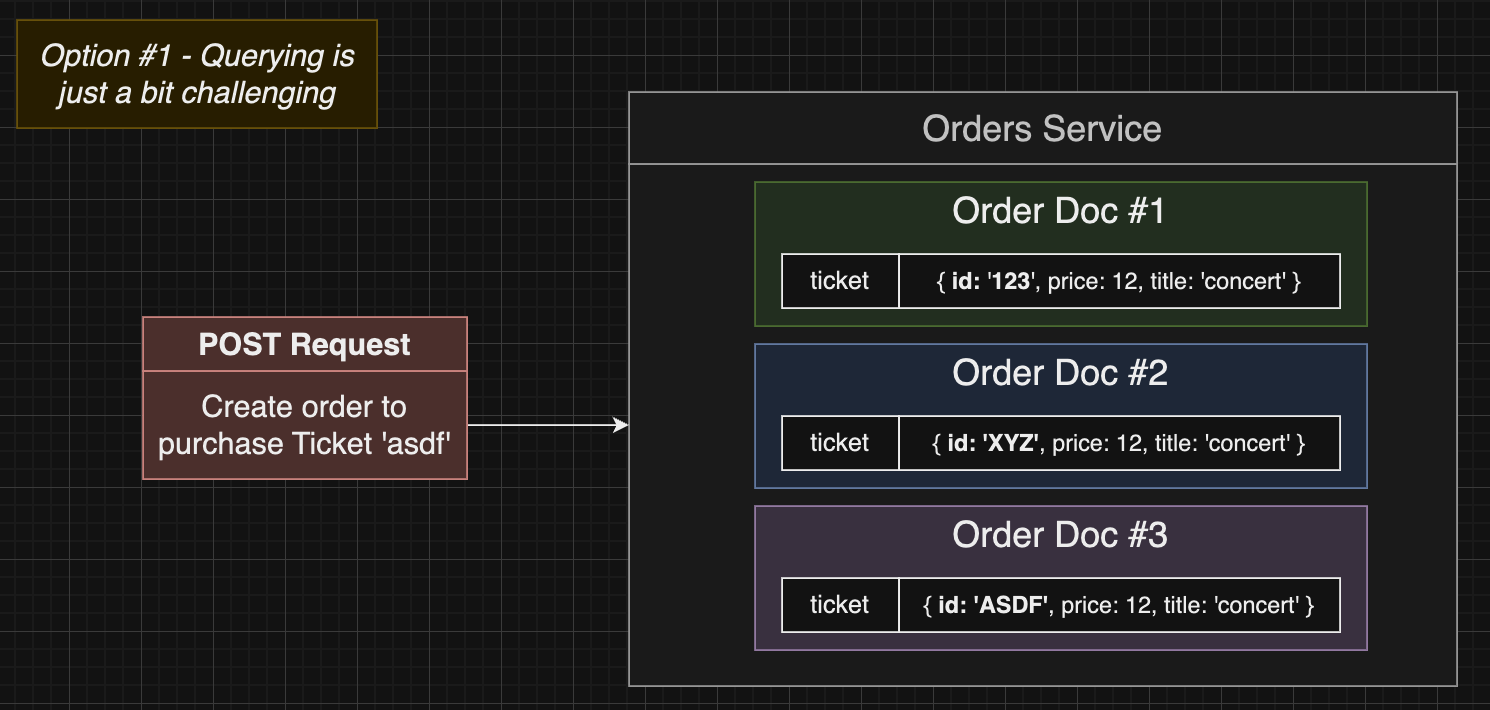 Option #1 - Querying is
just a bit challenging
Orders Service
Order Doc #1
ticket { id: '123', price: 12, title: 'concert' }
POST Request
Create order to
purchase Ticket 'asdf'
Order Doc #2
ticket { id: 'XYZ', price: 12, title: 'concert' }
Order Doc #3
ticket { id: 'ASDF', price: 12, title: 'concert' }